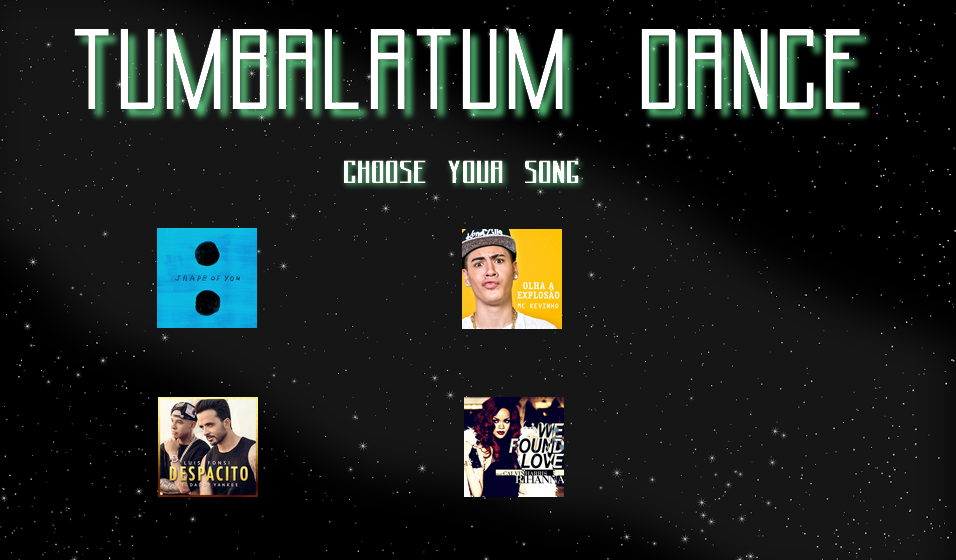 TUMBALATUM DANCE
CHOOSE YOUR SONG
SHAPE OF YOU
OLHA A
EXPLOSÃO
MC KEVINHO
LUIS FONSI
DESPACITO
DADDY YANKEE
WE
FOUND
LOVE
CALVIN HARRIS
RIHANNA